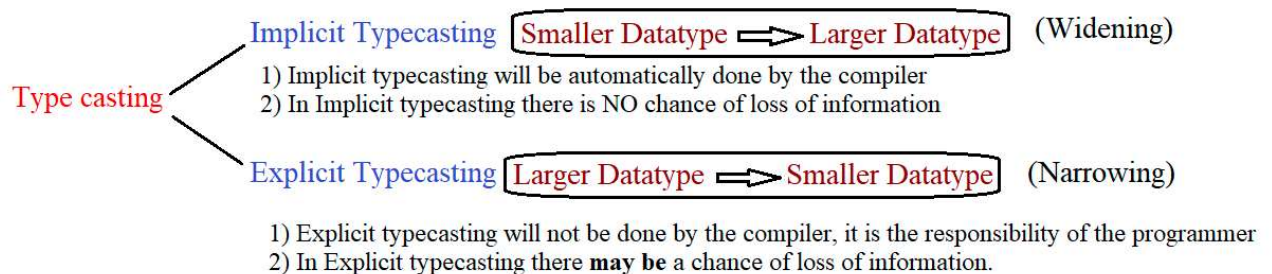 Implicit Typecasting Smaller Datatype Larger Datatype (Widening)
1) Implicit typecasting will be automatically done by the compiler
2) In Implicit typecasting there is NO chance of loss of information
Type casting
Explicit Typecasting Larger Datatype Smaller Datatype (Narrowing)
1) Explicit typecasting will not be done by the compiler, it is the responsibility of the programmer
2) In Explicit typecasting there may be a chance of loss of information.